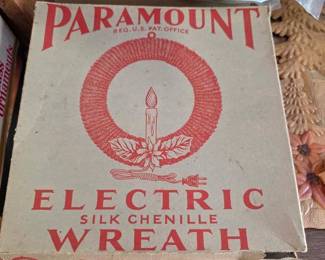 PARAMOUNT
REG. U.S. PAT. OFFICE
ELECTRIC
SILK CHENILLE
WREATH